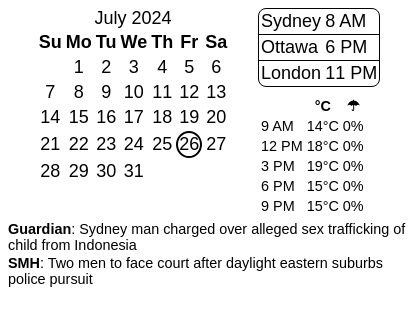 July 2024
Su Mo Tu We Th Fr Sa
1 2 3 4 5 6
7 8 9 10 11 12 13
14 15 16 17 18 19 20
21 22 23 24 25 26 27
28 29 30 31
Sydney 8 AM
Ottawa 6 PM
London 11 PM
°C ☂
9 AM 14°C 0%
12 PM 18°C 0%
3 PM 19°C 0%
6 PM 15°C 0%
9 PM 15°C 0%
Guardian: Sydney man charged over alleged sex trafficking of
child from Indonesia
SMH: Two men to face court after daylight eastern suburbs
police pursuit